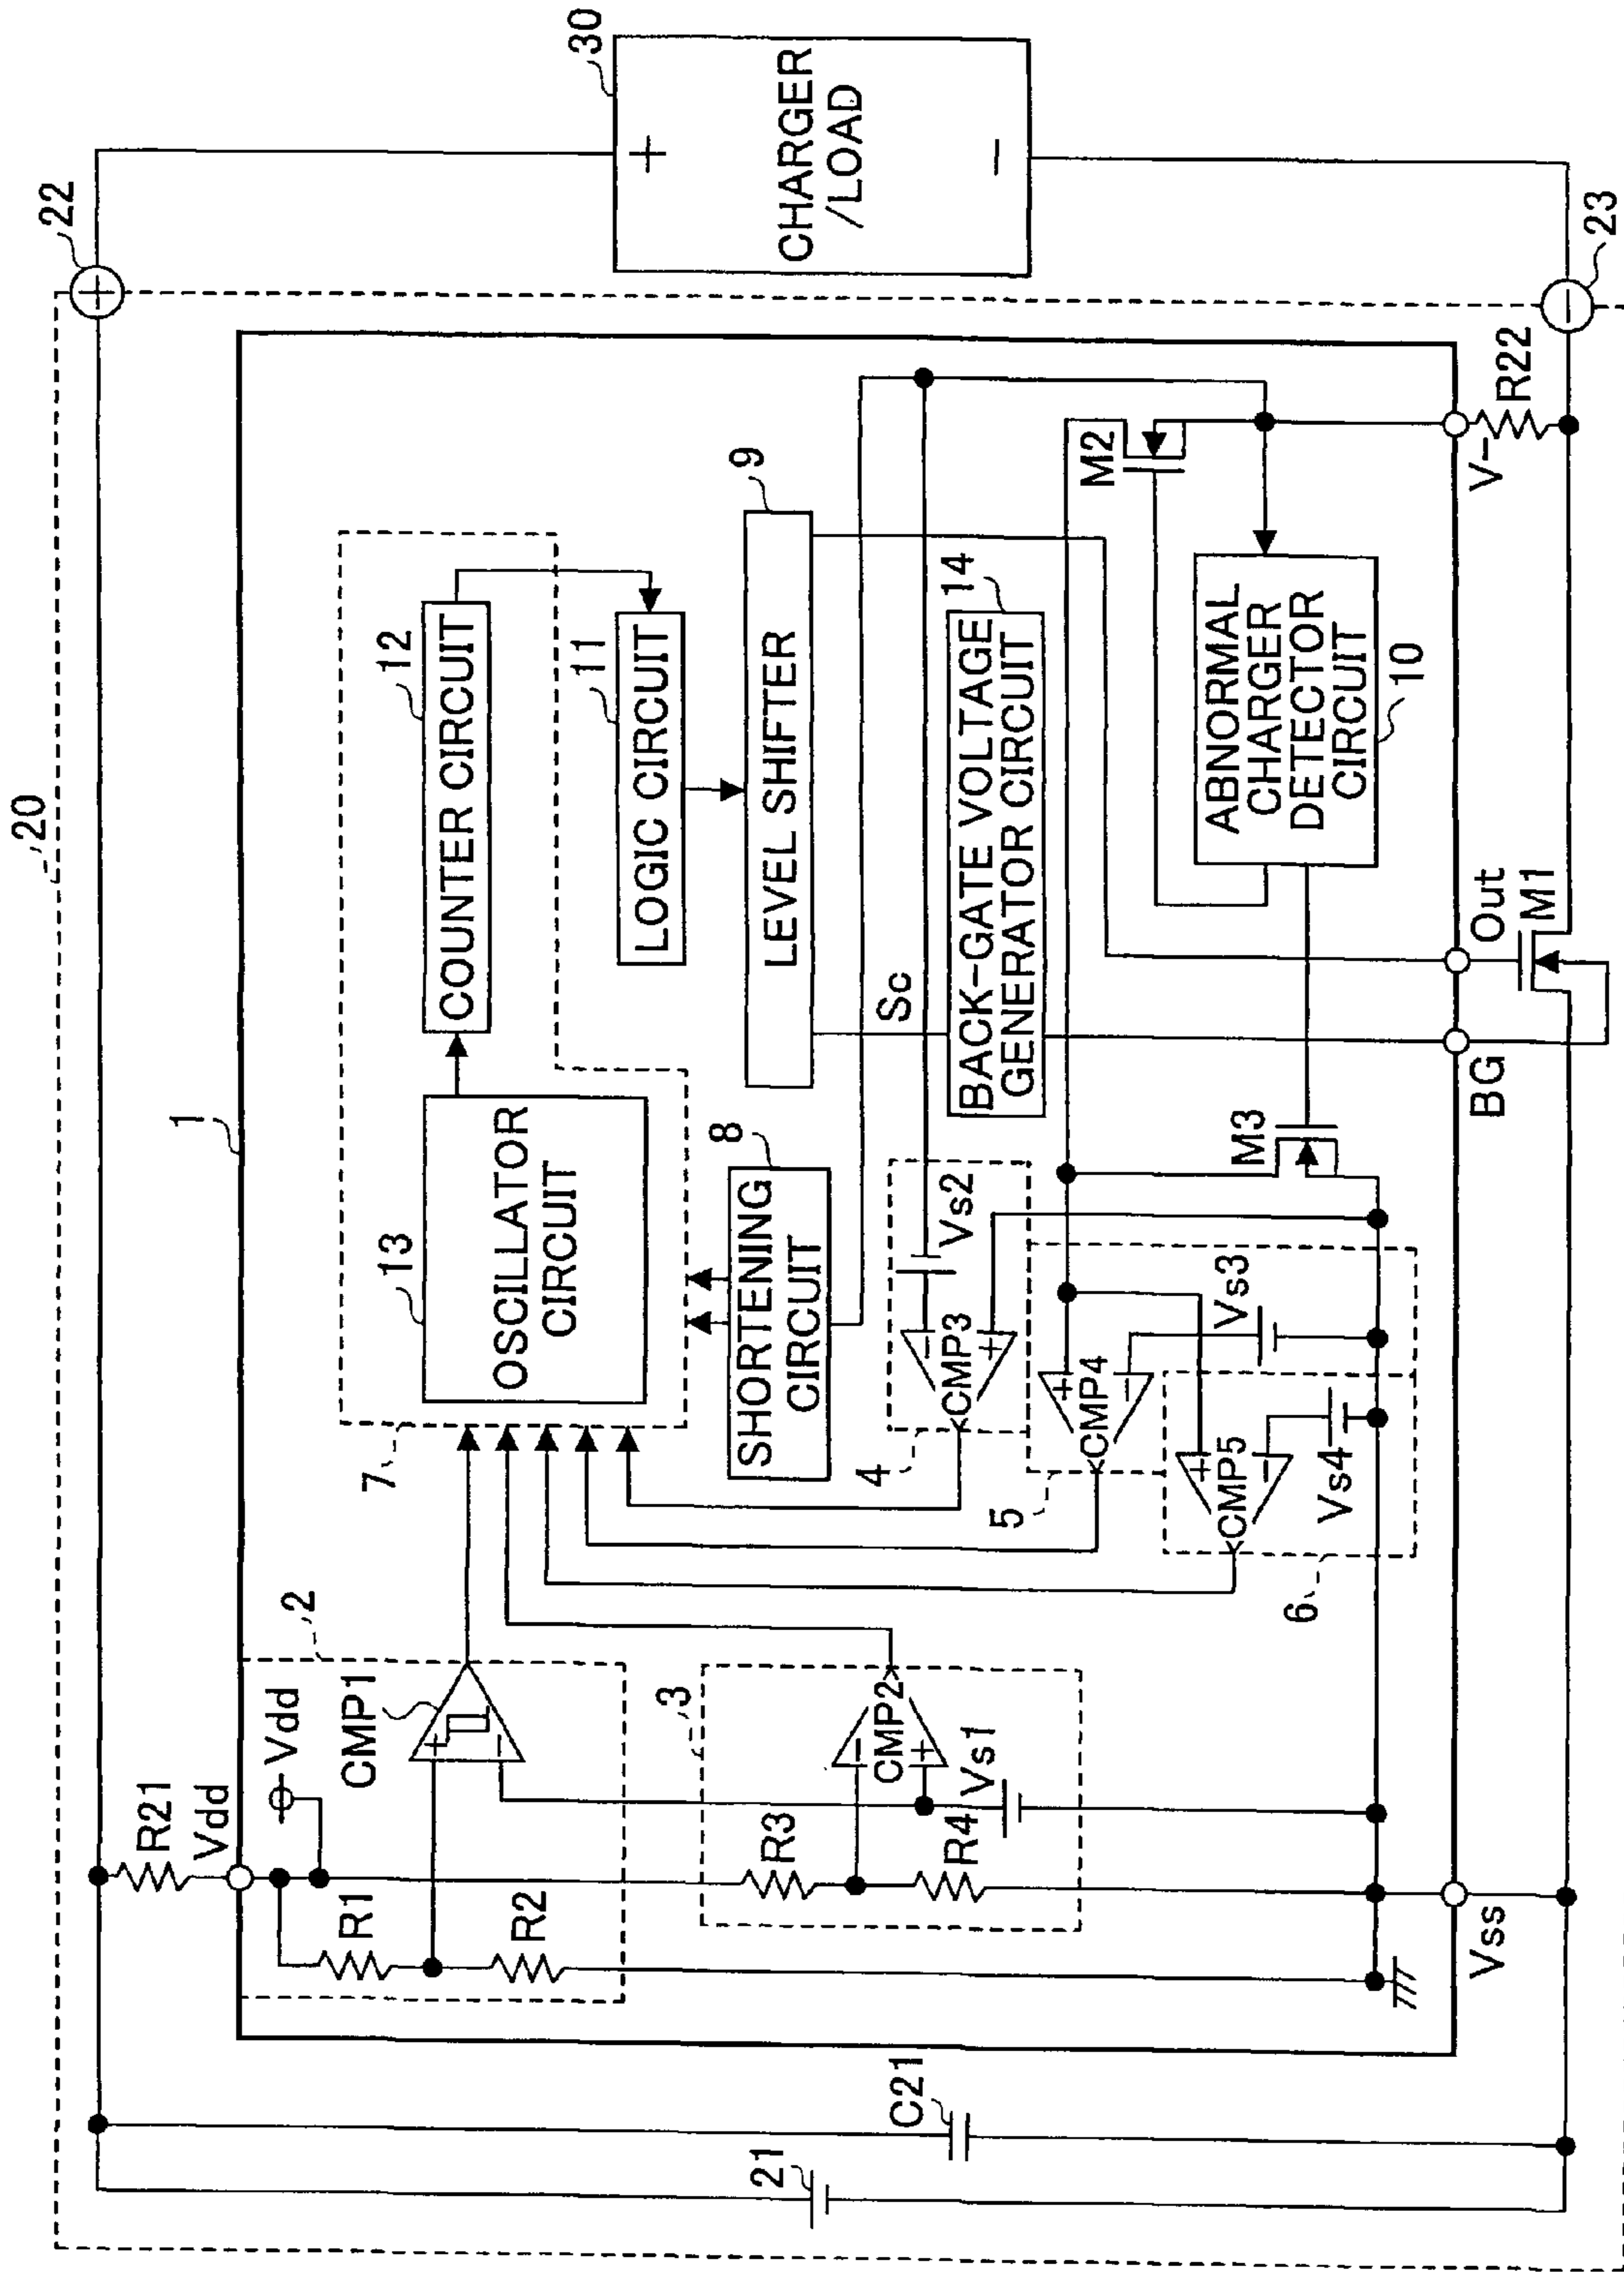 20
22
30
+
CHARGER
/LOAD
−
23
1
R21
Vdd
Vdd
R1
R2
2
CMP1
+
−
3
R3
R4
CMP2
−
+
Vs1
7
13
OSCILLATOR
CIRCUIT
12
COUNTER CIRCUIT
11
LOGIC CIRCUIT
8
SHORTENING
CIRCUIT
9
LEVEL SHIFTER
Sc
14
BACK-GATE VOLTAGE
GENERATOR CIRCUIT
4
−
CMP3
+
Vs2
5
+
CMP4
−
Vs3
6
+
CMP5
−
Vs4
M3
M2
ABNORMAL
CHARGER
DETECTOR
CIRCUIT
10
21
C21
Vss
BG
Out
M1
V−
R22
+
−